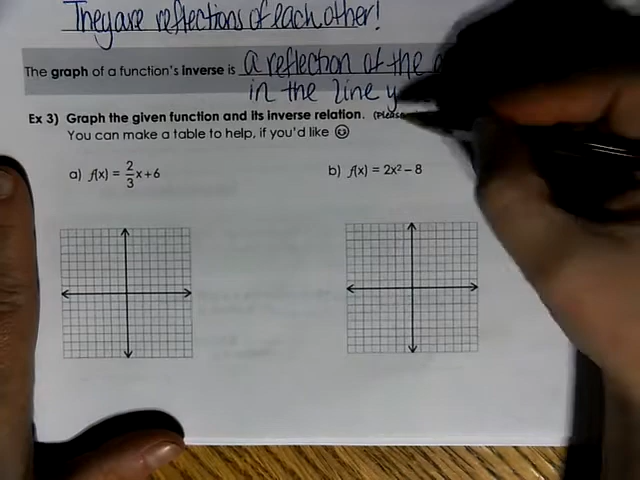 They are reflections of each other!
The graph of a function's inverse is a reflection of the
in the line y
Ex 3) Graph the given function and its inverse relation. (Please
You can make a table to help, if you'd like ☺
a) f(x) = 2/3 x + 6 b) f(x) = 2x² – 8